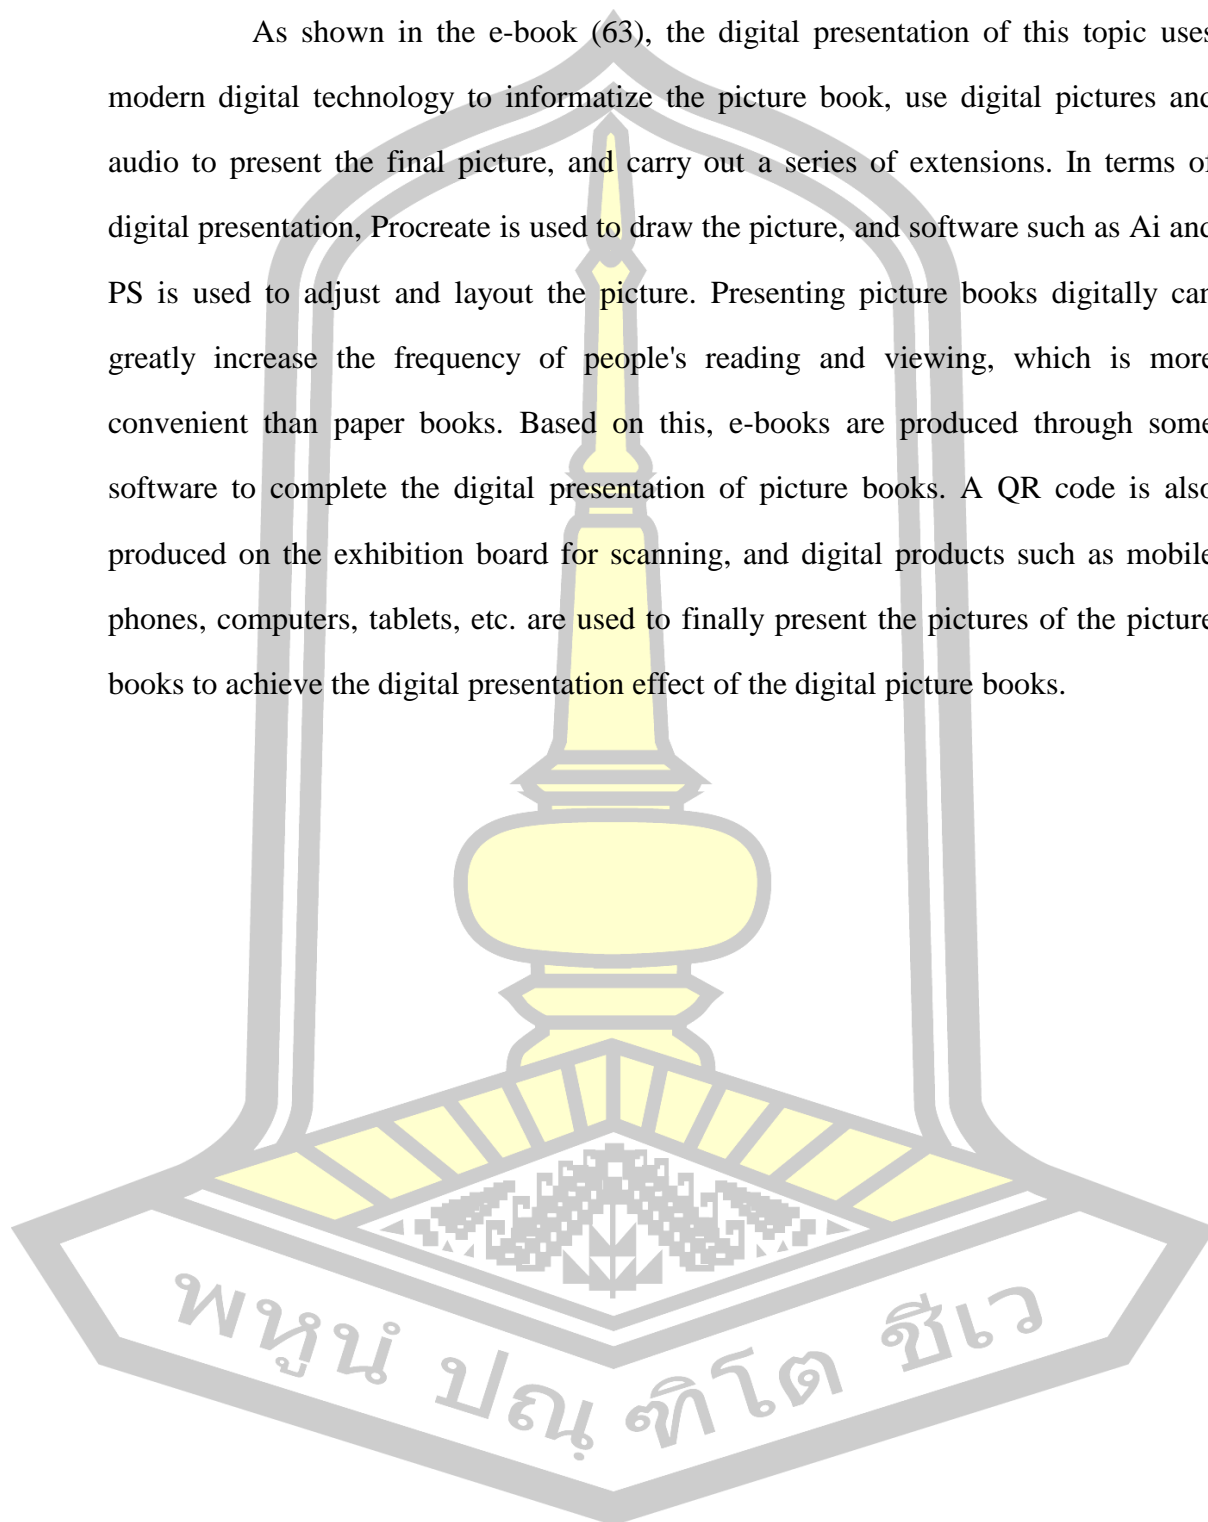 As shown in the e-book (63), the digital presentation of this topic uses
modern digital technology to informatize the picture book, use digital pictures and
audio to present the final picture, and carry out a series of extensions. In terms of
digital presentation, Procreate is used to draw the picture, and software such as Ai and
PS is used to adjust and layout the picture. Presenting picture books digitally can
greatly increase the frequency of people's reading and viewing, which is more
convenient than paper books. Based on this, e-books are produced through some
software to complete the digital presentation of picture books. A QR code is also
produced on the exhibition board for scanning, and digital products such as mobile
phones, computers, tablets, etc. are used to finally present the pictures of the picture
books to achieve the digital presentation effect of the digital picture books.
พหูนํ ปณฺฑิโต ชีเว